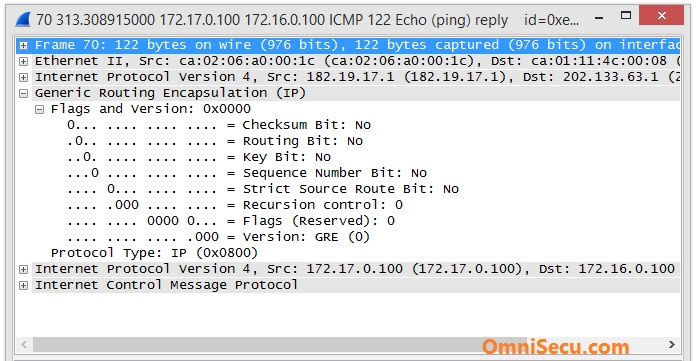 70 313.308915000 172.17.0.100 172.16.0.100 ICMP 122 Echo (ping) reply id=0xe...
Frame 70: 122 bytes on wire (976 bits), 122 bytes captured (976 bits) on interfac
Ethernet II, Src: ca:02:06:a0:00:1c (ca:02:06:a0:00:1c), Dst: ca:01:11:4c:00:08 (
Internet Protocol Version 4, Src: 182.19.17.1 (182.19.17.1), Dst: 202.133.63.1 (2
Generic Routing Encapsulation (IP)
Flags and Version: 0x0000
0... .... .... .... = Checksum Bit: No
.0.. .... .... .... = Routing Bit: No
..0. .... .... .... = Key Bit: No
...0 .... .... .... = Sequence Number Bit: No
.... 0... .... .... = Strict Source Route Bit: No
.... .000 .... .... = Recursion control: 0
.... .... 0000 0... = Flags (Reserved): 0
.... .... .... .000 = Version: GRE (0)
Protocol Type: IP (0x0800)
Internet Protocol Version 4, Src: 172.17.0.100 (172.17.0.100), Dst: 172.16.0.100
Internet Control Message Protocol
OmniSecu.com